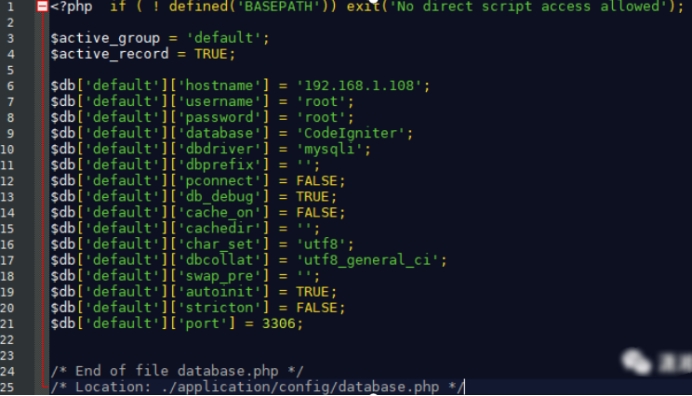 1 <?php  if ( ! defined('BASEPATH')) exit('No direct script access allowed');
2
3 $active_group = 'default';
4 $active_record = TRUE;
5
6 $db['default']['hostname'] = '192.168.1.108';
7 $db['default']['username'] = 'root';
8 $db['default']['password'] = 'root';
9 $db['default']['database'] = 'CodeIgniter';
10 $db['default']['dbdriver'] = 'mysqli';
11 $db['default']['dbprefix'] = '';
12 $db['default']['pconnect'] = FALSE;
13 $db['default']['db_debug'] = TRUE;
14 $db['default']['cache_on'] = FALSE;
15 $db['default']['cachedir'] = '';
16 $db['default']['char_set'] = 'utf8';
17 $db['default']['dbcollat'] = 'utf8_general_ci';
18 $db['default']['swap_pre'] = '';
19 $db['default']['autoinit'] = TRUE;
20 $db['default']['stricton'] = FALSE;
21 $db['default']['port'] = 3306;
22
23
24 /* End of file database.php */
25 /* Location: ./application/config/database.php */